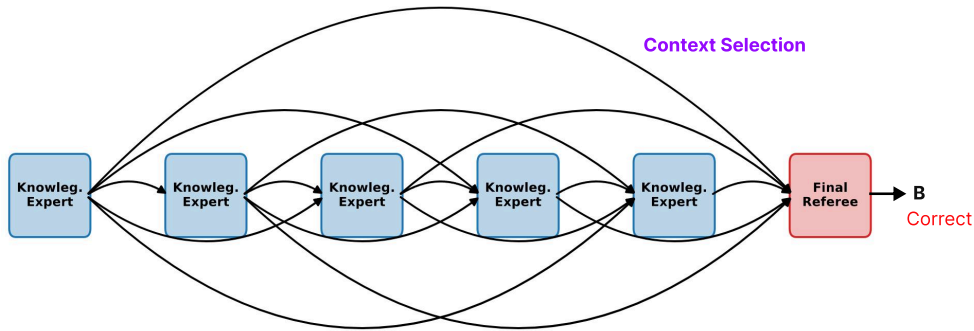 Context Selection
Knowleg.
Expert
Knowleg.
Expert
Knowleg.
Expert
Knowleg.
Expert
Knowleg.
Expert
Final
Referee
B
Correct